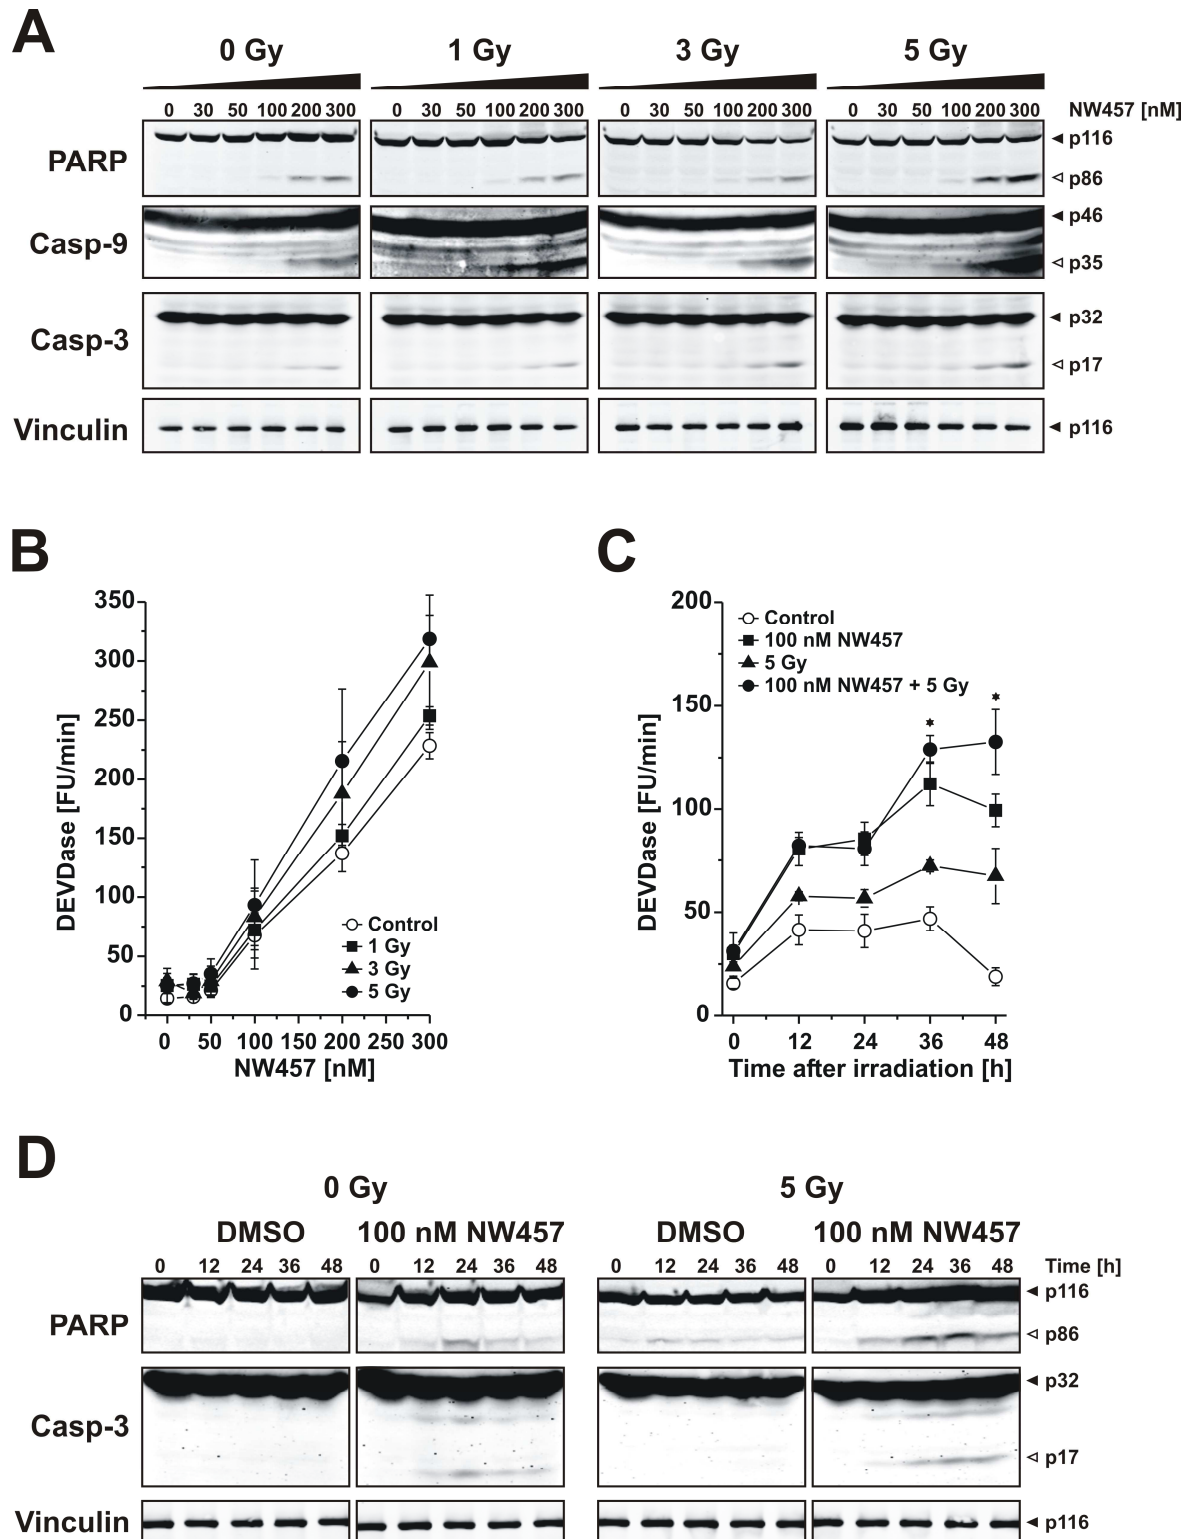 A
0 Gy 1 Gy 3 Gy 5 Gy
0 30 50 100 200 300 0 30 50 100 200 300 0 30 50 100 200 300 0 30 50 100 200 300 NW457 [nM]
PARP
p116
p86
Casp-9
p46
p35
Casp-3
p32
p17
Vinculin
p116
B
DEVDase [FU/min]
350
300
250
200
150
100
50
0
Control
1 Gy
3 Gy
5 Gy
0 50 100 150 200 250 300
NW457 [nM]
C
DEVDase [FU/min]
200
150
100
50
0
Control
100 nM NW457
5 Gy
100 nM NW457 + 5 Gy
*
*
0 12 24 36 48
Time after irradiation [h]
D
0 Gy 5 Gy
DMSO 100 nM NW457 DMSO 100 nM NW457
0 12 24 36 48 0 12 24 36 48 0 12 24 36 48 0 12 24 36 48 Time [h]
PARP
p116
p86
Casp-3
p32
p17
Vinculin
p116